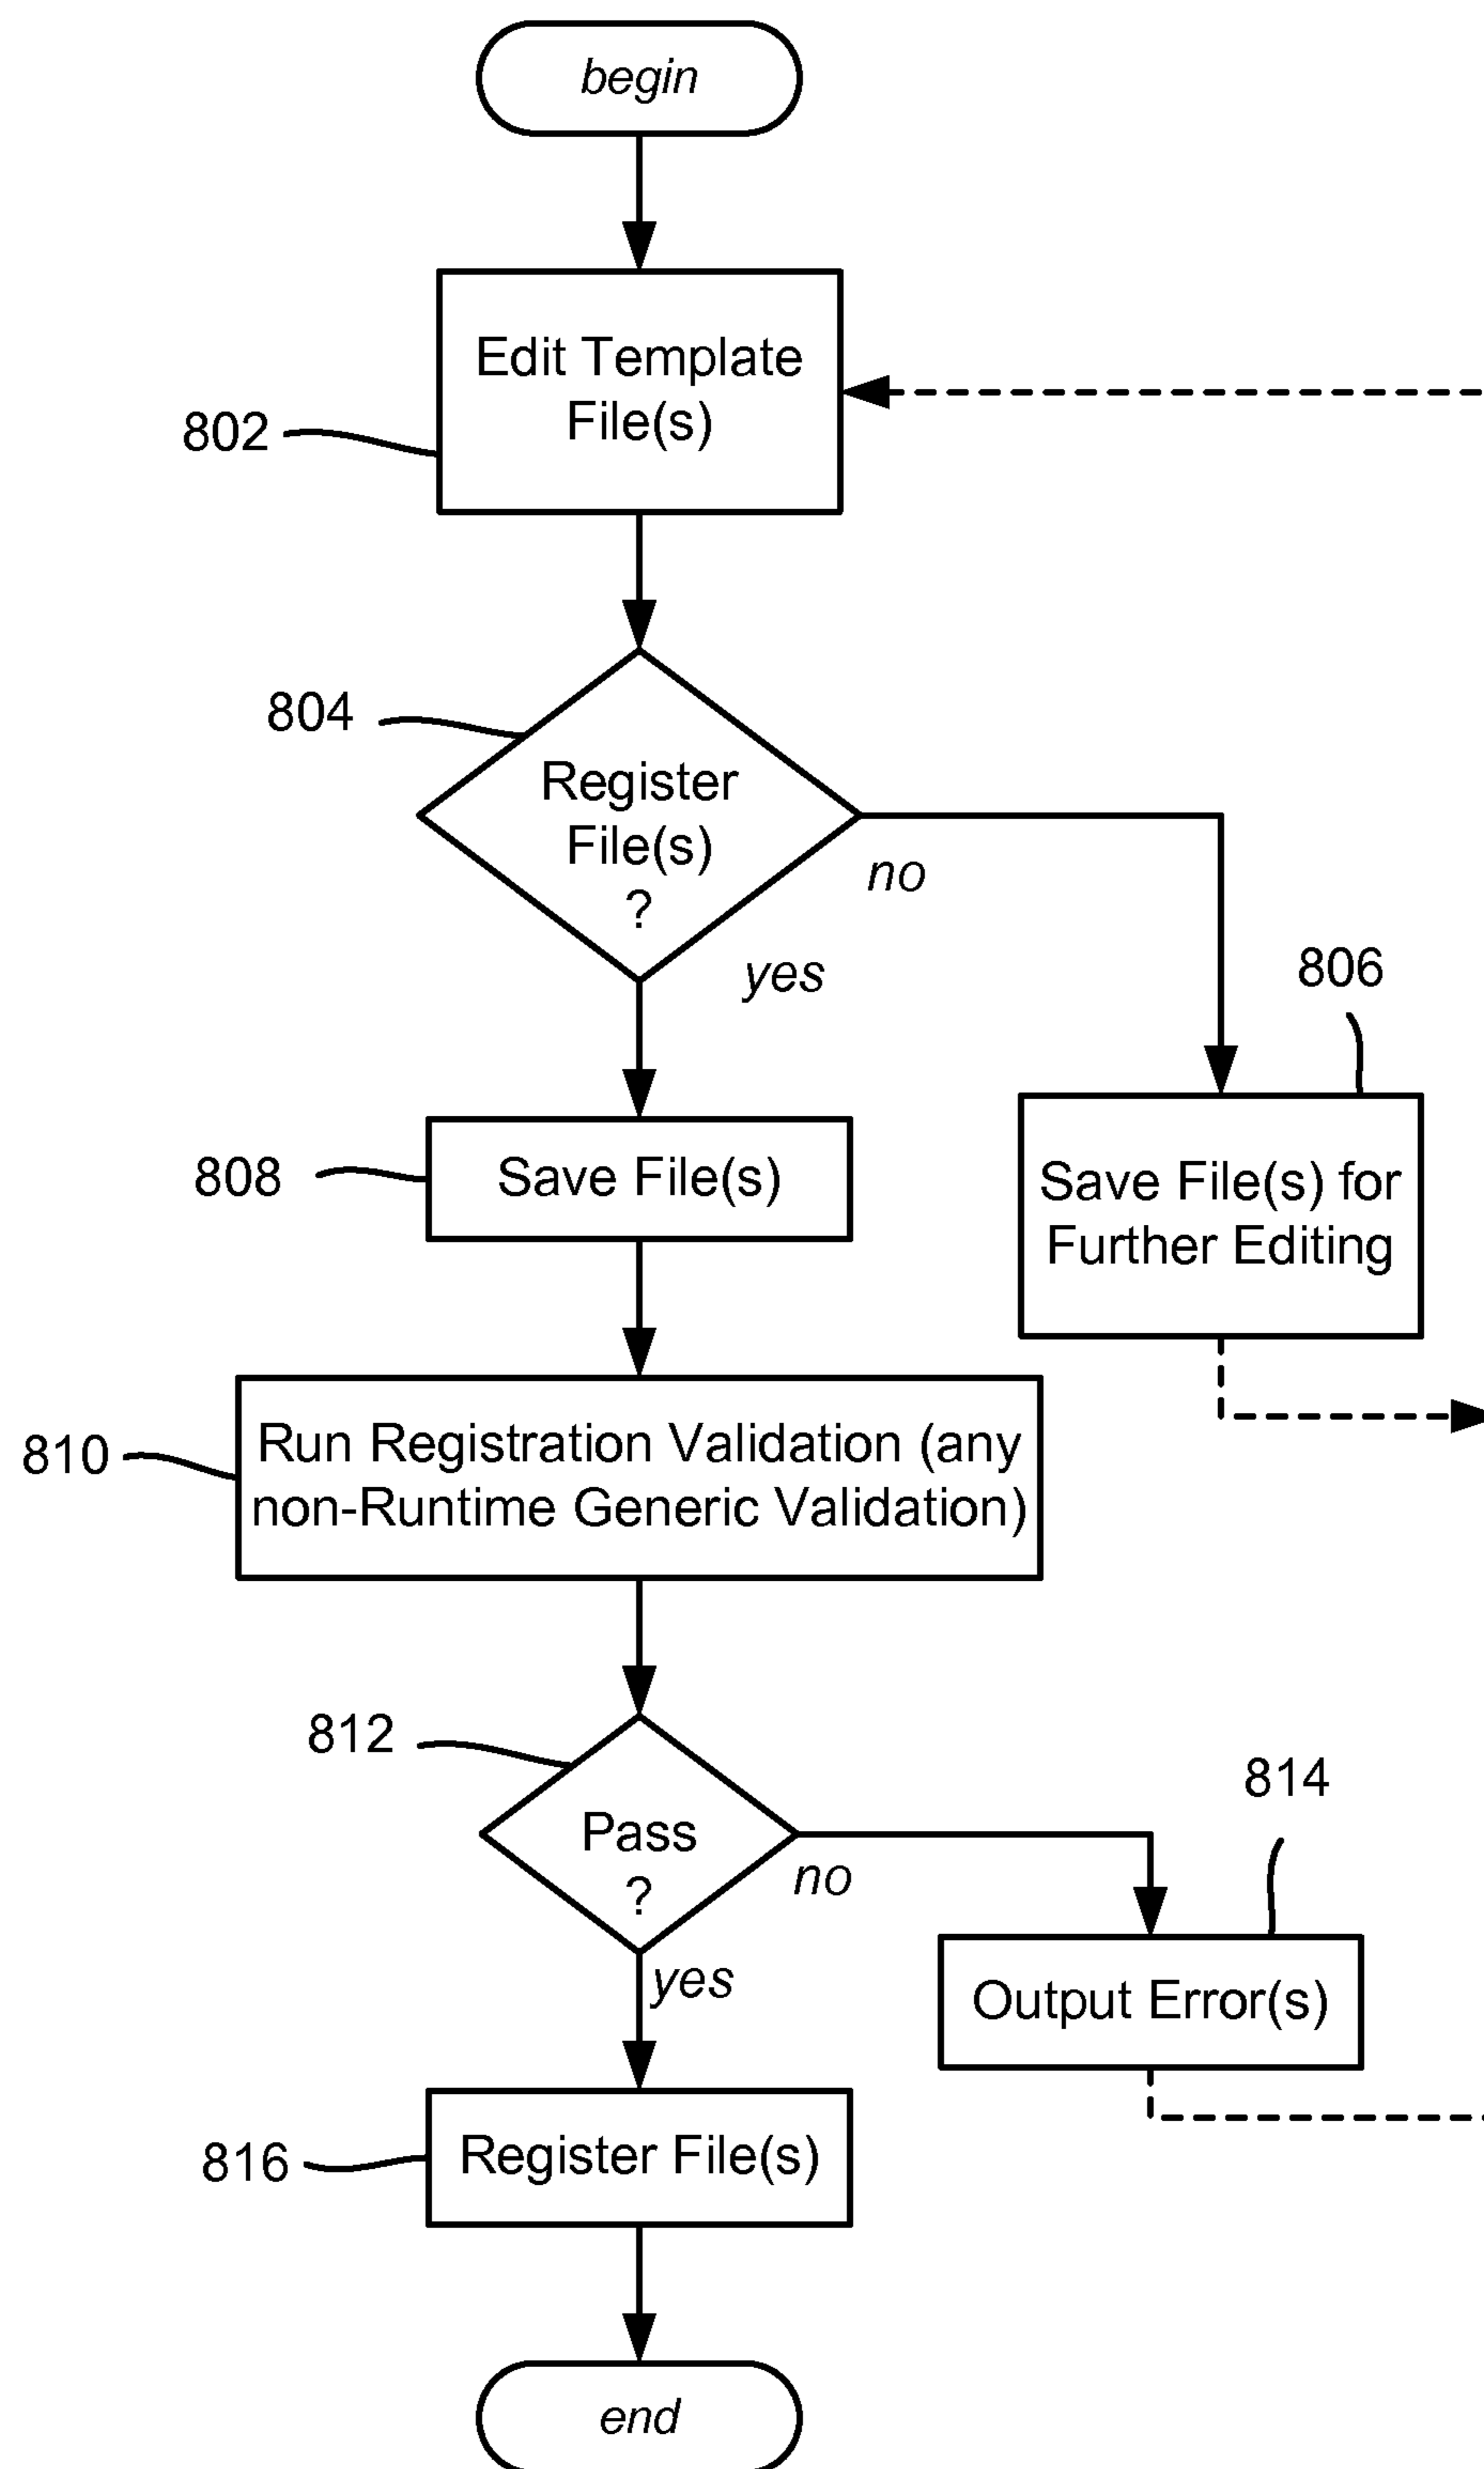 begin
Edit Template
File(s)
802
804
Register
File(s)
?
no
yes
806
808
Save File(s)
Save File(s) for
Further Editing
810
Run Registration Validation (any
non-Runtime Generic Validation)
812
Pass
?
no
814
yes
Output Error(s)
816
Register File(s)
end